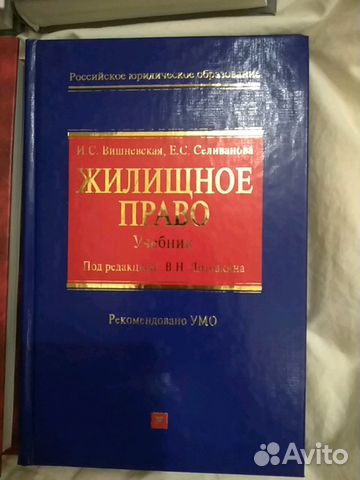 Российское юридическое образование
И.С. Вишневская, Е.С. Селиванова
ЖИЛИЩНОЕ
ПРАВО
Учебник
Под редакцией В.Н.
Рекомендовано УМО
Avito